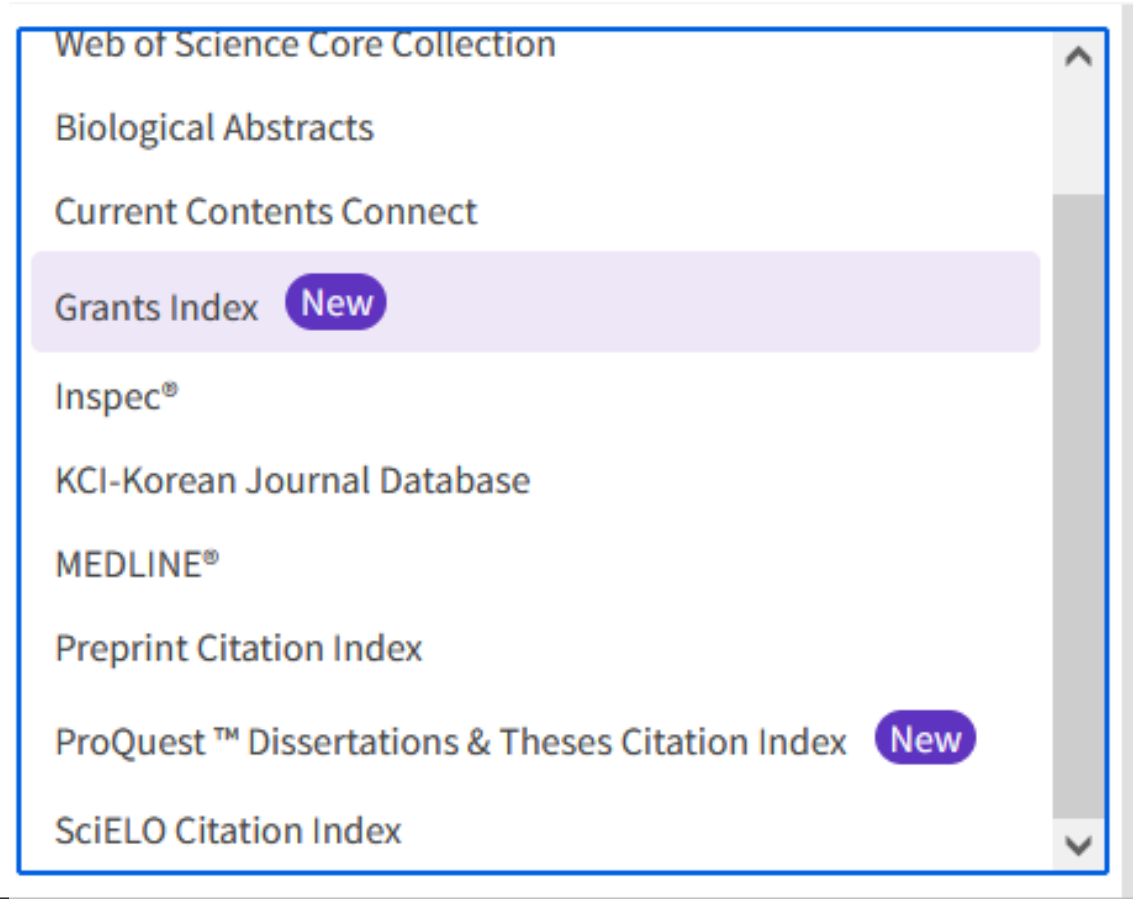 Web of Science Core Collection
Biological Abstracts
Current Contents Connect
Grants Index New
Inspec®
KCI-Korean Journal Database
MEDLINE®
Preprint Citation Index
ProQuest ™ Dissertations & Theses Citation Index New
SciELO Citation Index